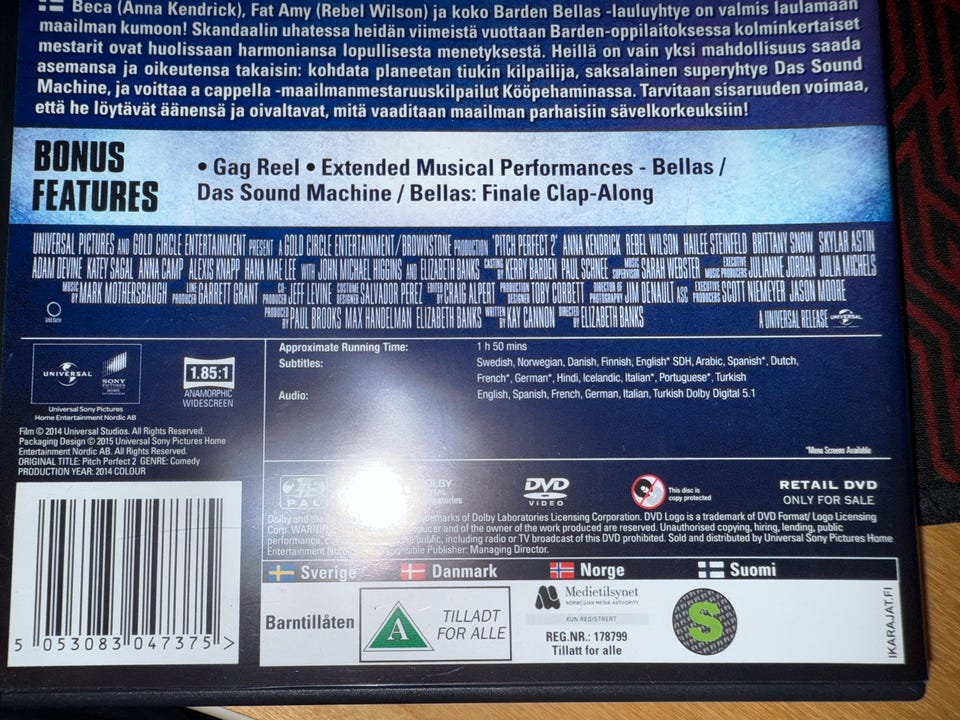 Beca (Anna Kendrick), Fat Amy (Rebel Wilson) ja koko Barden Bellas -lauluyhtye on valmis laulamaan
maailman kumoon! Skandaalin uhatessa heidän viimeistä vuottaan Barden-oppilaitoksessa kolminkertaiset
mestarit ovat huolissaan harmoniansa lopullisesta menetyksestä. Heillä on vain yksi mahdollisuus saada
asemansa ja oikeutensa takaisin: kohdata planeetan tiukin kilpailija, saksalainen superyhtye Das Sound
Machine, ja voittaa a cappella -maailmanmestaruuskilpailut Kööpehaminassa. Tarvitaan sisaruuden voimaa,
että he löytävät äänensä ja oivaltavat, mitä vaaditaan maailman parhaisiin sävelkorkeuksiin!
BONUS
FEATURES
• Gag Reel • Extended Musical Performances - Bellas /
Das Sound Machine / Bellas: Finale Clap-Along
UNIVERSAL PICTURES AND GOLD CIRCLE ENTERTAINMENT PRESENT A GOLD CIRCLE ENTERTAINMENT/BROWNSTONE PRODUCTION 'PITCH PERFECT 2' ANNA KENDRICK REBEL WILSON HAILEE STEINFELD BRITTANY SNOW SKYLAR ASTIN
ADAM DEVINE KATEY SAGAL ANNA CAMP ALEXIS KNAPP HANA MAE LEE WITH JOHN MICHAEL HIGGINS AND ELIZABETH BANKS CASTING BY KERRY BARDEN PAUL SCHNEE MUSIC SUPERVISOR SARAH WEBSTER EXECUTIVE MUSIC PRODUCERS JULIANNE JORDAN JULIA MICHELS
MUSIC BY MARK MOTHERSBAUGH LINE PRODUCER GARRETT GRANT CO-PRODUCER JEFF LEVINE COSTUME DESIGNER SALVADOR PEREZ EDITED BY CRAIG ALPERT PRODUCTION DESIGNER TOBY CORBETT DIRECTOR OF PHOTOGRAPHY JIM DENAULT ASC EXECUTIVE PRODUCERS SCOTT NIEMEYER JASON MOORE
PRODUCED BY PAUL BROOKS MAX HANDELMAN ELIZABETH BANKS WRITTEN BY KAY CANNON DIRECTED BY ELIZABETH BANKS
A UNIVERSAL RELEASE UNIVERSAL
UNIVERSAL
SONY
PICTURES
Universal Sony Pictures
Home Entertainment Nordic AB
1.85:1
ANAMORPHIC
WIDESCREEN
Film © 2014 Universal Studios. All Rights Reserved.
Packaging Design © 2015 Universal Sony Pictures Home
Entertainment Nordic AB. All Rights Reserved.
ORIGINAL TITLE: Pitch Perfect 2 GENRE: Comedy
PRODUCTION YEAR: 2014 COLOUR
Approximate Running Time: 1 h 50 mins
Subtitles: Swedish, Norwegian, Danish, Finnish, English* SDH, Arabic, Spanish*, Dutch,
French*, German*, Hindi, Icelandic, Italian*, Portuguese*, Turkish
Audio: English, Spanish, French, German, Italian, Turkish Dolby Digital 5.1
*Menu Screens Available
2.5
PAL
DVD
VIDEO
This disc is
copy protected
RETAIL DVD
ONLY FOR SALE
Dolby and the demarks of Dolby Laboratories Licensing Corporation. DVD Logo is a trademark of DVD Format/ Logo Licensing
Corp. WARNIN ducer and of the owner of the work produced are reserved. Unauthorised copying, hiring, lending, public
performance, public, including radio or TV broadcast of this DVD prohibited. Sold and distributed by Universal Sony Pictures Home
Entertainment Publisher: Managing Director.
Sverige Danmark Norge Suomi
Barntillåten
A
TILLADT
FOR ALLE
Medietilsynet
NORWEGIAN MEDIA AUTHORITY
KUN REGISTRERT
REG.NR.: 178799
Tillatt for alle
S
IKARAJAT.FI
5 053083 047375 >